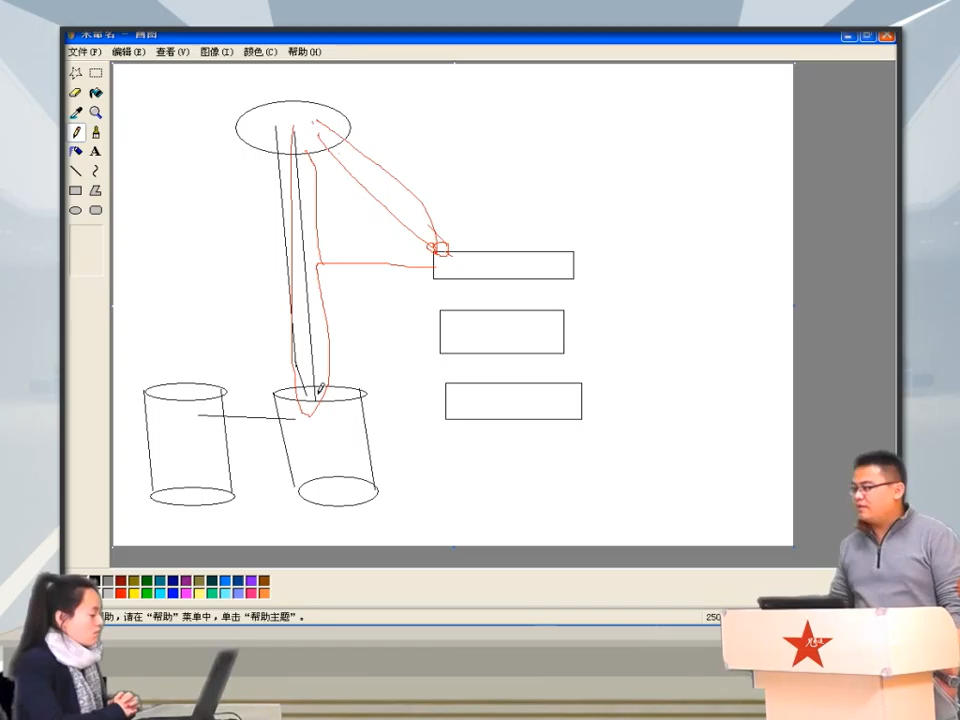 未命名 - 画图
文件(F) 编辑(E) 查看(V) 图像(I) 颜色(C) 帮助(H)
A
助，请在“帮助”菜单中，单击“帮助主题”。
250